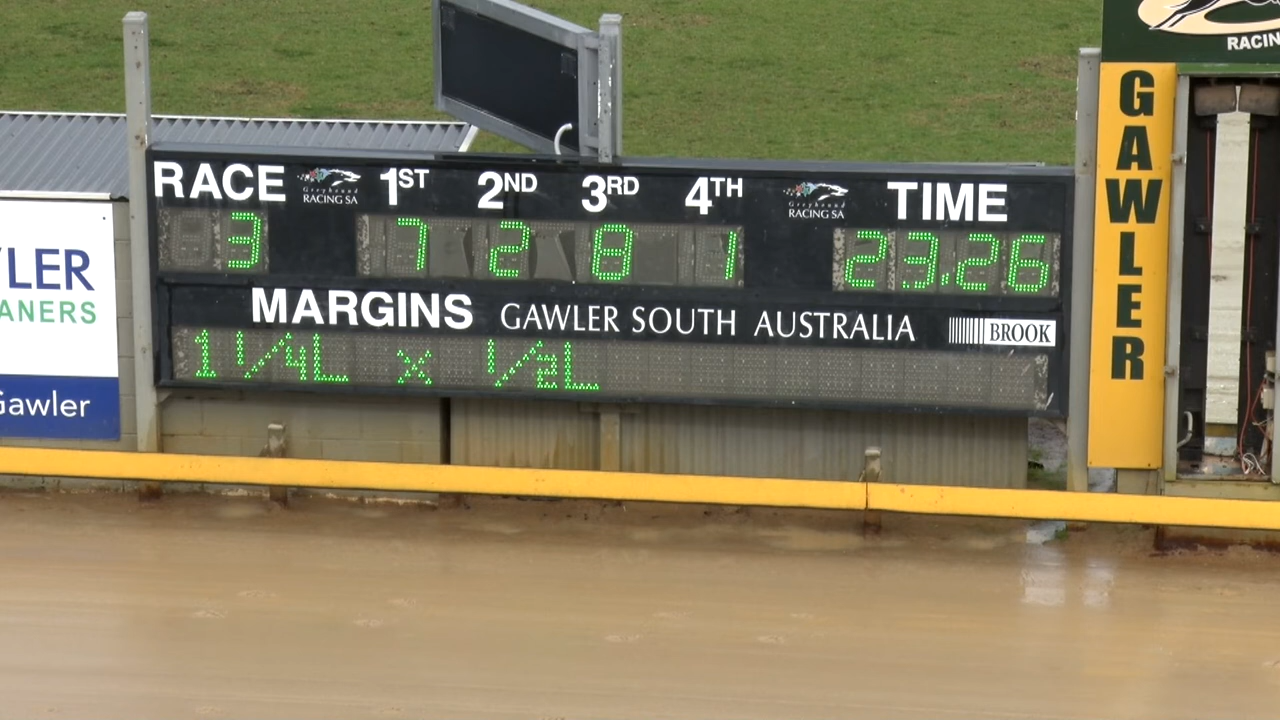 RACING
GAWLER
RACE Greyhound RACING SA 1ST 2ND 3RD 4TH Greyhound RACING SA TIME
3 7 2 8 1 23.26
MARGINS GAWLER SOUTH AUSTRALIA BROOK
1 1/4L x 1/2L
LER
ANERS
Gawler